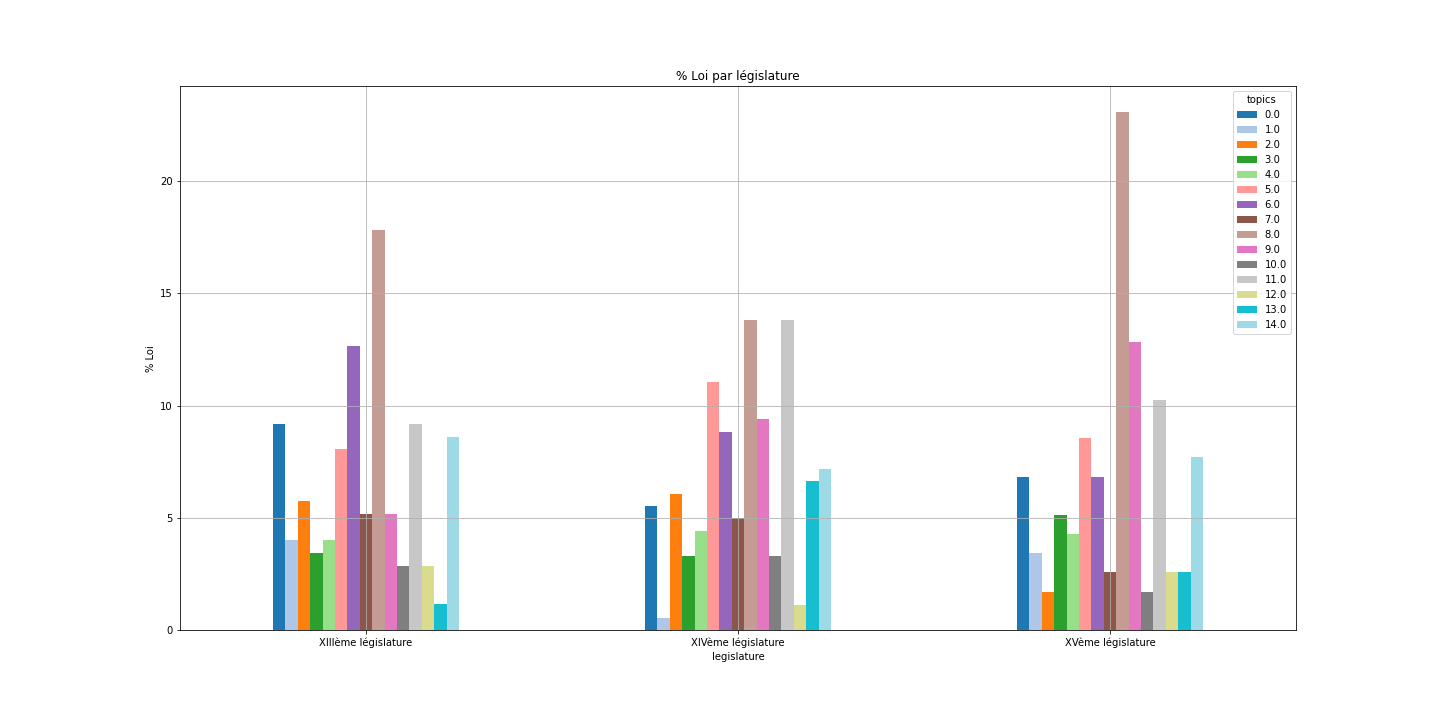 % Loi par législature
topics
0.0
1.0
2.0
3.0
4.0
5.0
6.0
7.0
8.0
9.0
10.0
11.0
12.0
13.0
14.0
% Loi
20
15
10
5
0
XIIIème législature
XIVème législature
XVème législature
legislature